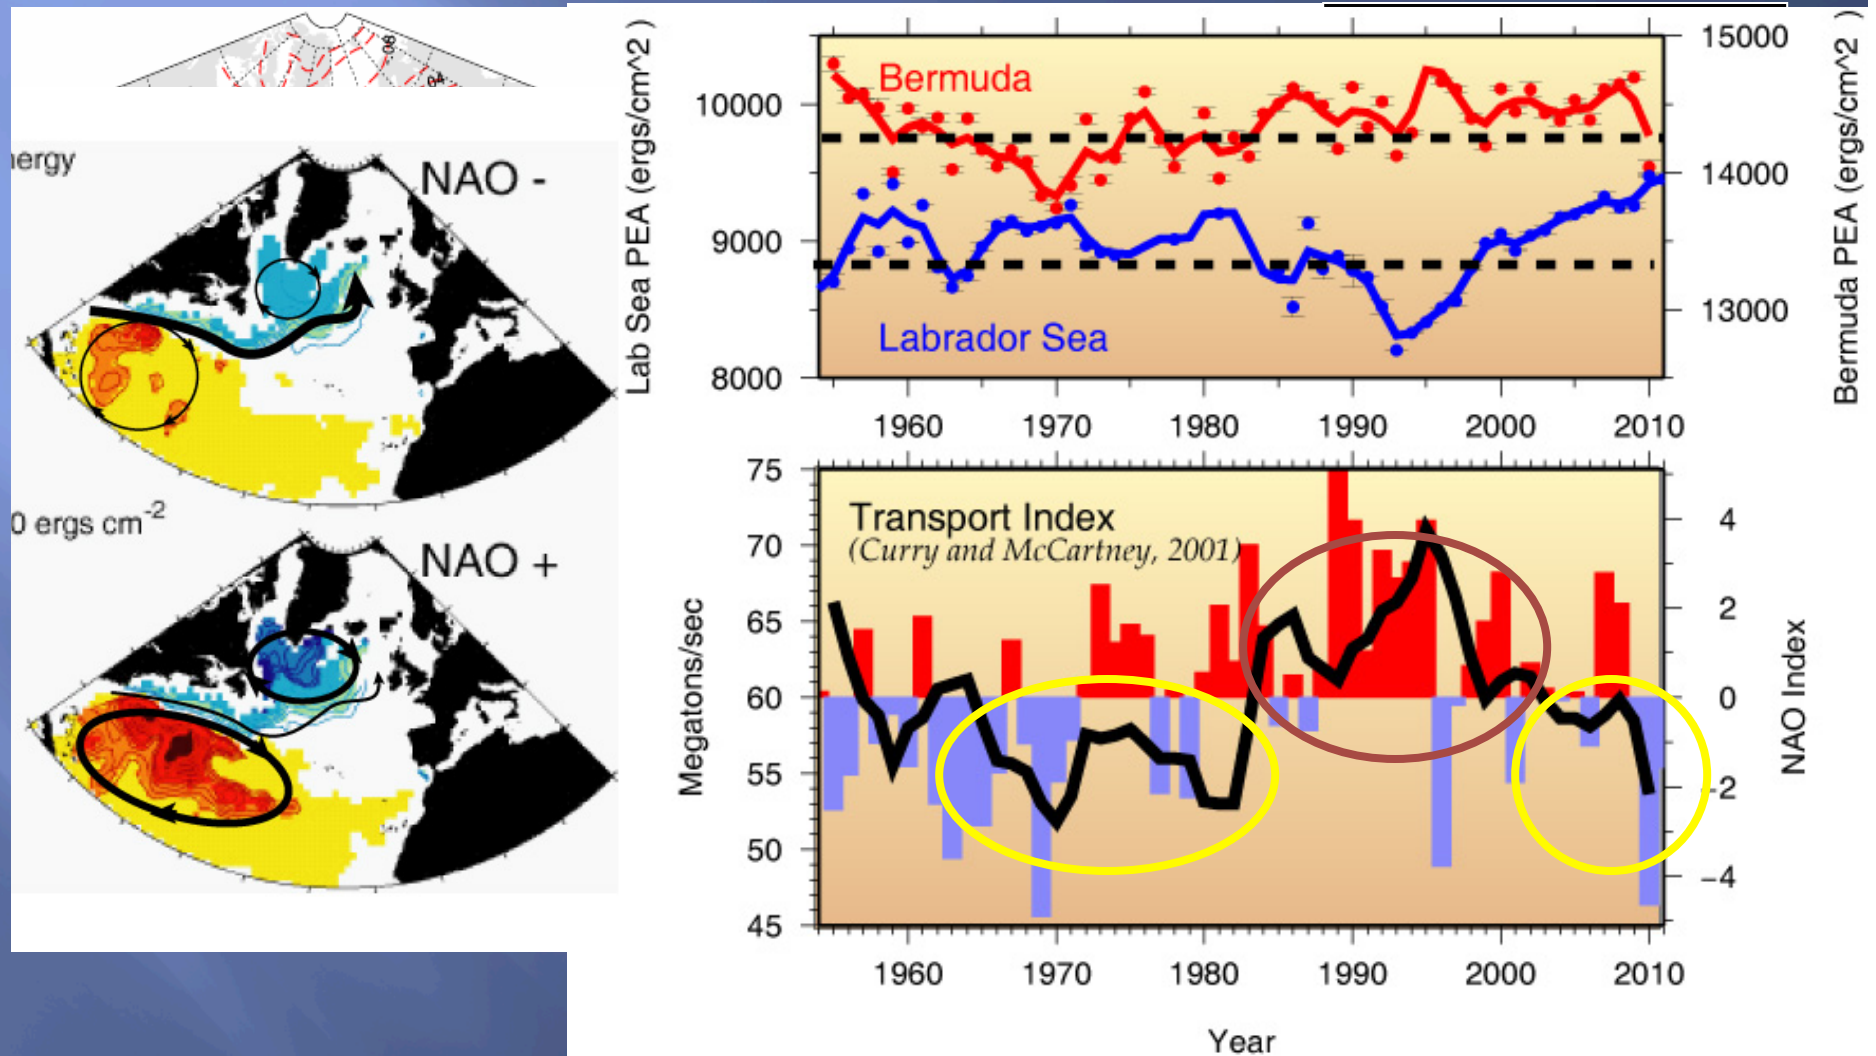 80
04
nergy
NAO -
0 ergs cm-2
NAO +
Lab Sea PEA (ergs/cm^2 )
10000
9000
8000
Bermuda
Labrador Sea
15000
14000
13000
Bermuda PEA (ergs/cm^2 )
1960 1970 1980 1990 2000 2010
75
70
65
60
55
50
45
Megatons/sec
Transport Index
(Curry and McCartney, 2001)
4
2
0
-2
-4
NAO Index
1960 1970 1980 1990 2000 2010
Year